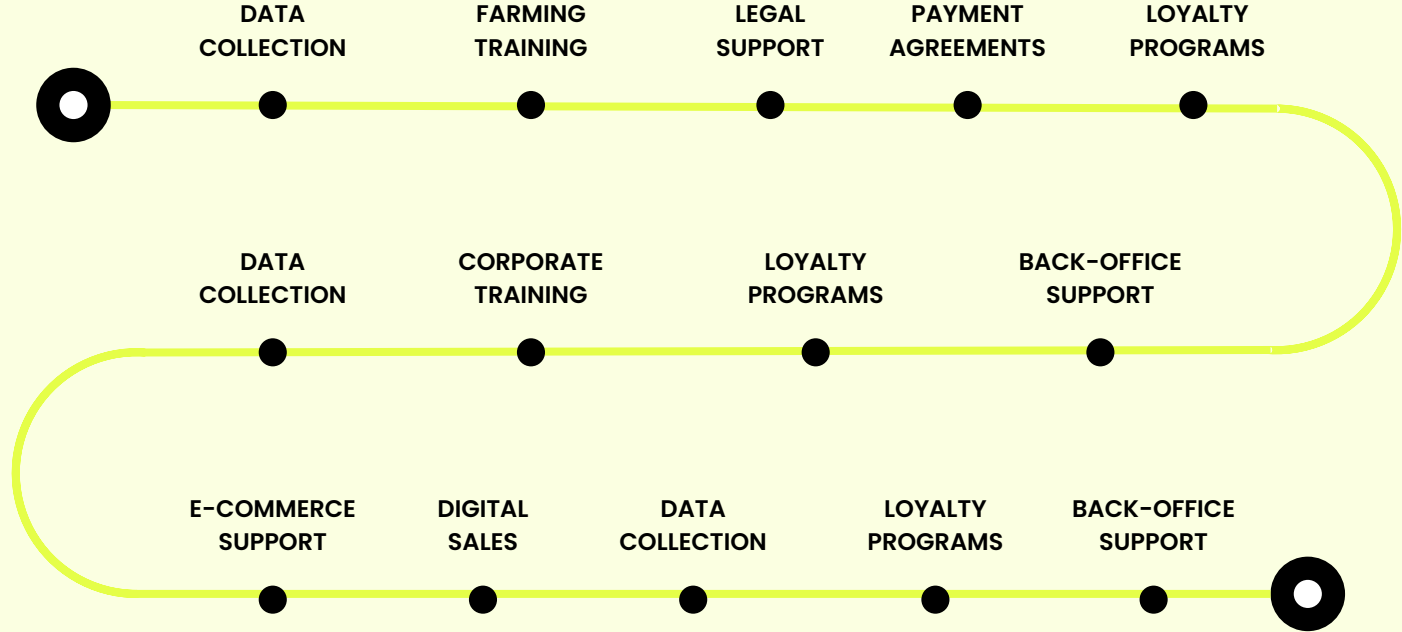 DATA
COLLECTION
FARMING
TRAINING
LEGAL
SUPPORT
PAYMENT
AGREEMENTS
LOYALTY
PROGRAMS
DATA
COLLECTION
CORPORATE
TRAINING
LOYALTY
PROGRAMS
BACK-OFFICE
SUPPORT
E-COMMERCE
SUPPORT
DIGITAL
SALES
DATA
COLLECTION
LOYALTY
PROGRAMS
BACK-OFFICE
SUPPORT